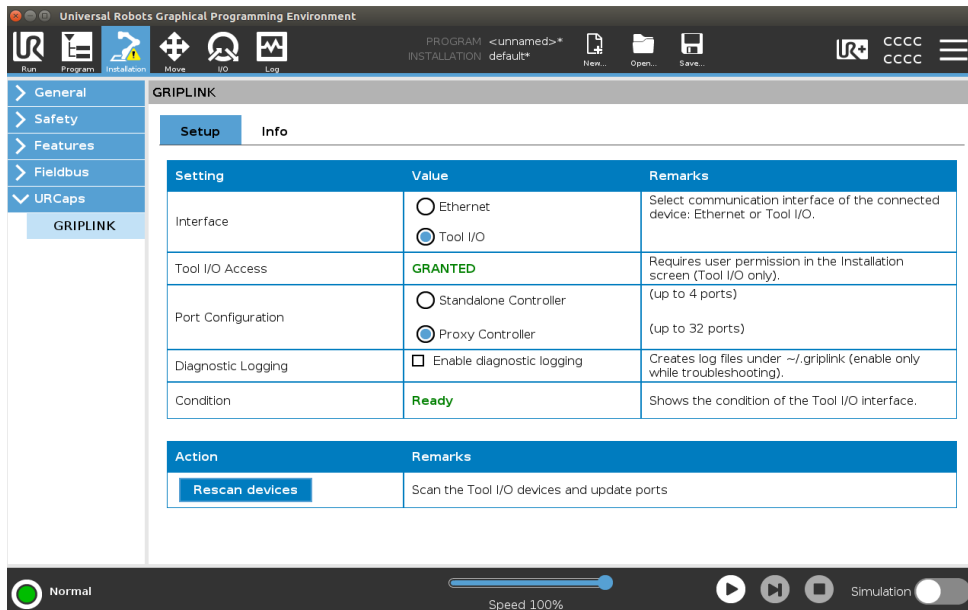 Universal Robots Graphical Programming Environment
UR
Run
Program
Installation
Move
I/O
Log
PROGRAM <unnamed>*
INSTALLATION default*
New...
Open...
Save...
UR+
CCCC
CCCC
General
Safety
Features
Fieldbus
URCaps
GRIPLINK
GRIPLINK
Setup Info
Setting Value Remarks
Interface
Ethernet
Tool I/O
Select communication interface of the connected
device: Ethernet or Tool I/O.
Tool I/O Access
GRANTED
Requires user permission in the Installation
screen (Tool I/O only).
Port Configuration
Standalone Controller
(up to 4 ports)
Proxy Controller
(up to 32 ports)
Diagnostic Logging
Enable diagnostic logging
Creates log files under ~/.griplink (enable only
while troubleshooting).
Condition
Ready
Shows the condition of the Tool I/O interface.
Action Remarks
Rescan devices
Scan the Tool I/O devices and update ports
Normal
Speed 100%
Simulation